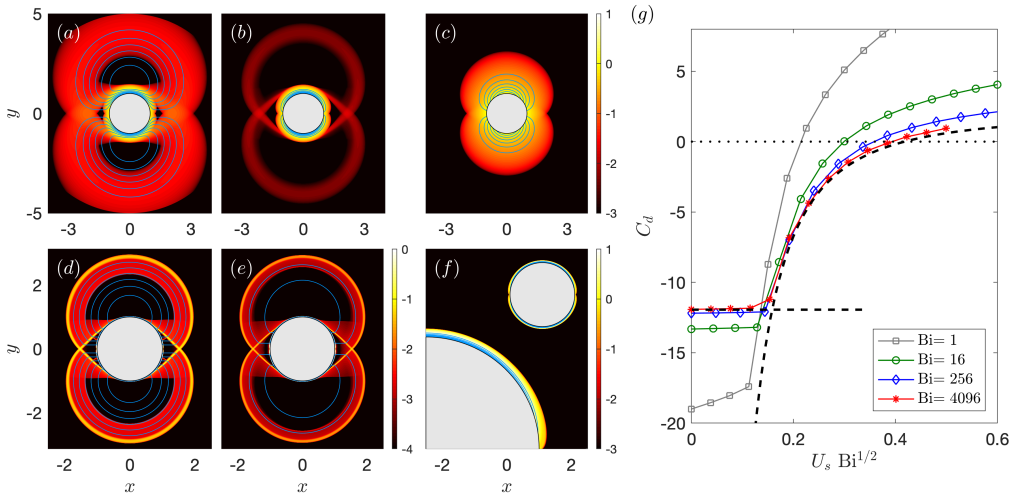 (a) (b) (c) (g)
5
0
-5
y
-3 0 3
-3 0 3
-3 0 3
1
0
-1
-2
-3
(d) (e) (f)
2
0
-2
y
-2 0 2
x
-2 0 2
x
-2 0 2
x
0
-1
-2
-3
-4
1
0
-1
-2
-3
C_d
5
0
-5
-10
-15
-20
0 0.2 0.4 0.6
U_s Bi^{1/2}
Bi= 1
Bi= 16
Bi= 256
Bi= 4096